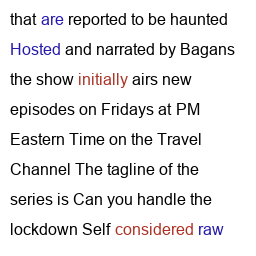 that are reported to be haunted
Hosted and narrated by Bagans
the show initially airs new
episodes on Fridays at PM
Eastern Time on the Travel
Channel The tagline of the
series is Can you handle the
lockdown Self considered raw